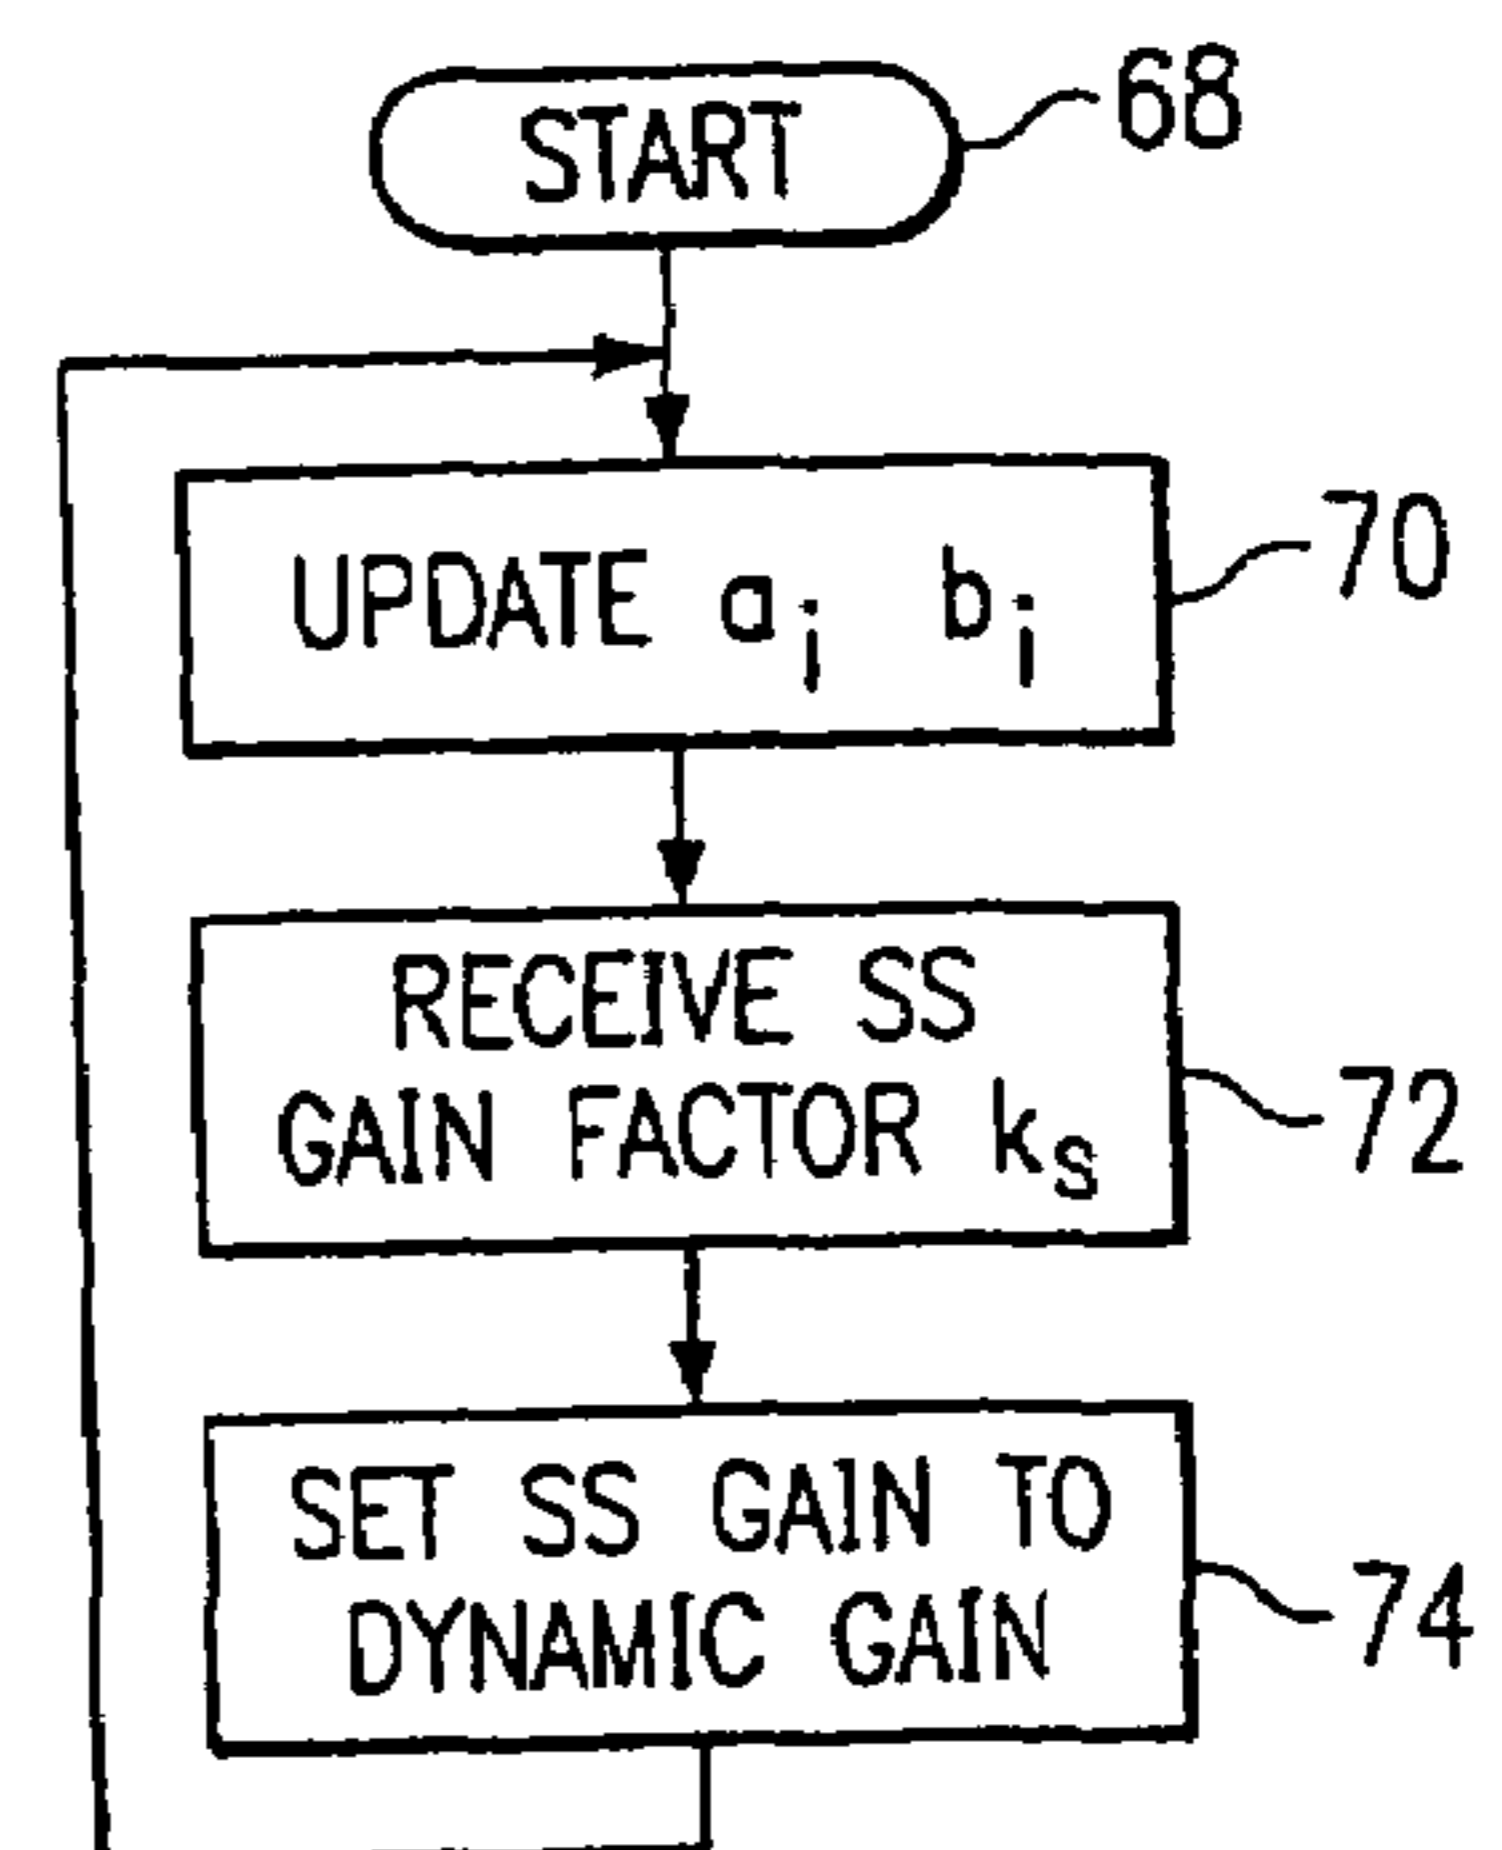 START
68
UPDATE aᵢ bᵢ
70
RECEIVE SS
GAIN FACTOR kₛ
72
SET SS GAIN TO
DYNAMIC GAIN
74